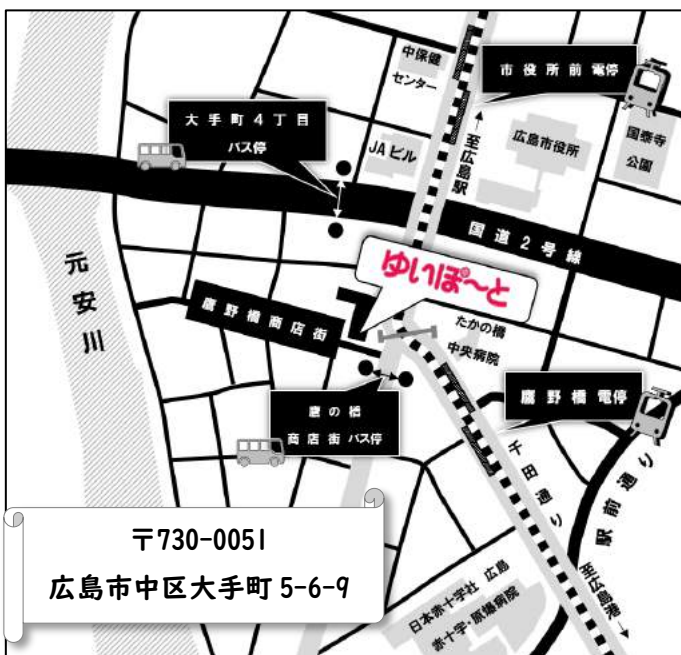 中保健
センター
市役所前電停
大手町4丁目
バス停
JAビル
→至広島駅
広島市役所
国泰寺
公園
国道2号線
元安川
ゆいぽ~と
鷹野橋商店街
たかの橋
中央病院
鷹の橋
商店街 バス停
鷹野橋電停
千田通り
駅前通り
〒730-0051
広島市中区大手町 5-6-9
日本赤十字社 広島
赤十字・原爆病院
至広島港→